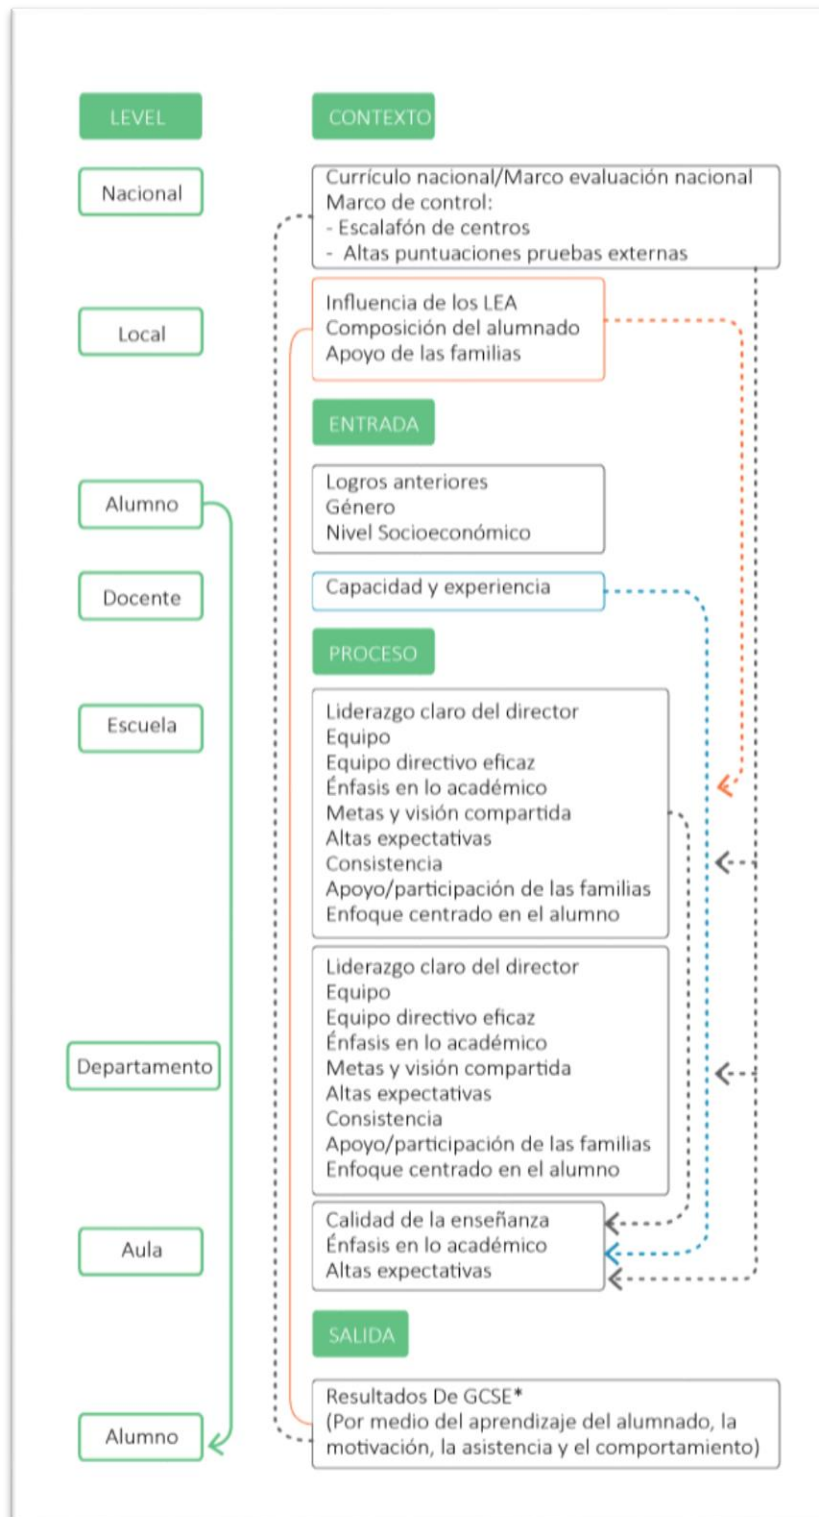 LEVEL
CONTEXTO
Nacional
Currículo nacional/Marco evaluación nacional
Marco de control:
- Escalafón de centros
- Altas puntuaciones pruebas externas
Local
Influencia de los LEA
Composición del alumnado
Apoyo de las familias
ENTRADA
Alumno
Logros anteriores
Género
Nivel Socioeconómico
Docente
Capacidad y experiencia
PROCESO
Escuela
Liderazgo claro del director
Equipo
Equipo directivo eficaz
Énfasis en lo académico
Metas y visión compartida
Altas expectativas
Consistencia
Apoyo/participación de las familias
Enfoque centrado en el alumno
Departamento
Liderazgo claro del director
Equipo
Equipo directivo eficaz
Énfasis en lo académico
Metas y visión compartida
Altas expectativas
Consistencia
Apoyo/participación de las familias
Enfoque centrado en el alumno
Aula
Calidad de la enseñanza
Énfasis en lo académico
Altas expectativas
SALIDA
Alumno
Resultados De GCSE*
(Por medio del aprendizaje del alumnado, la
motivación, la asistencia y el comportamiento)